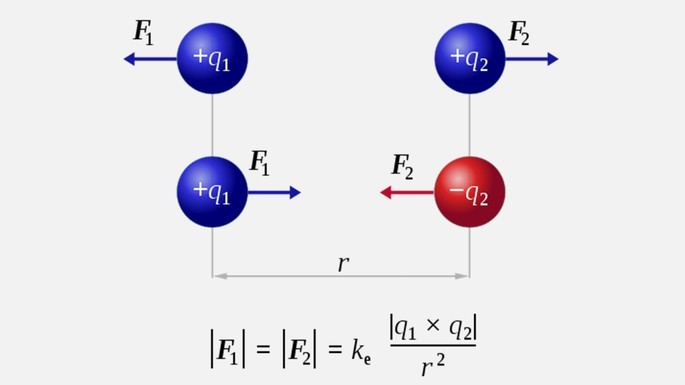 F₁ +q₁ +q₂ F₂
+q₁ F₁ F₂ −q₂
r
|F₁| = |F₂| = kₑ |q₁ × q₂| / r²